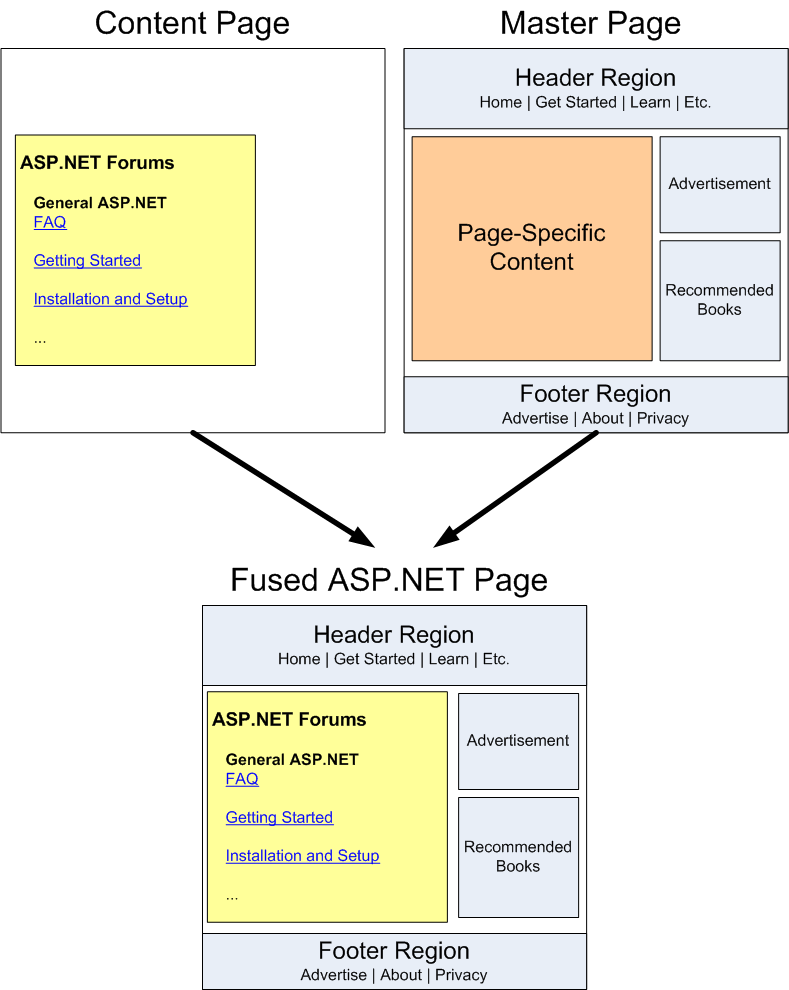 Content Page
ASP.NET Forums
General ASP.NET
FAQ
Getting Started
Installation and Setup
...
Master Page
Header Region
Home | Get Started | Learn | Etc.
Page-Specific
Content
Advertisement
Recommended
Books
Footer Region
Advertise | About | Privacy
Fused ASP.NET Page
Header Region
Home | Get Started | Learn | Etc.
ASP.NET Forums
General ASP.NET
FAQ
Getting Started
Installation and Setup
...
Advertisement
Recommended
Books
Footer Region
Advertise | About | Privacy